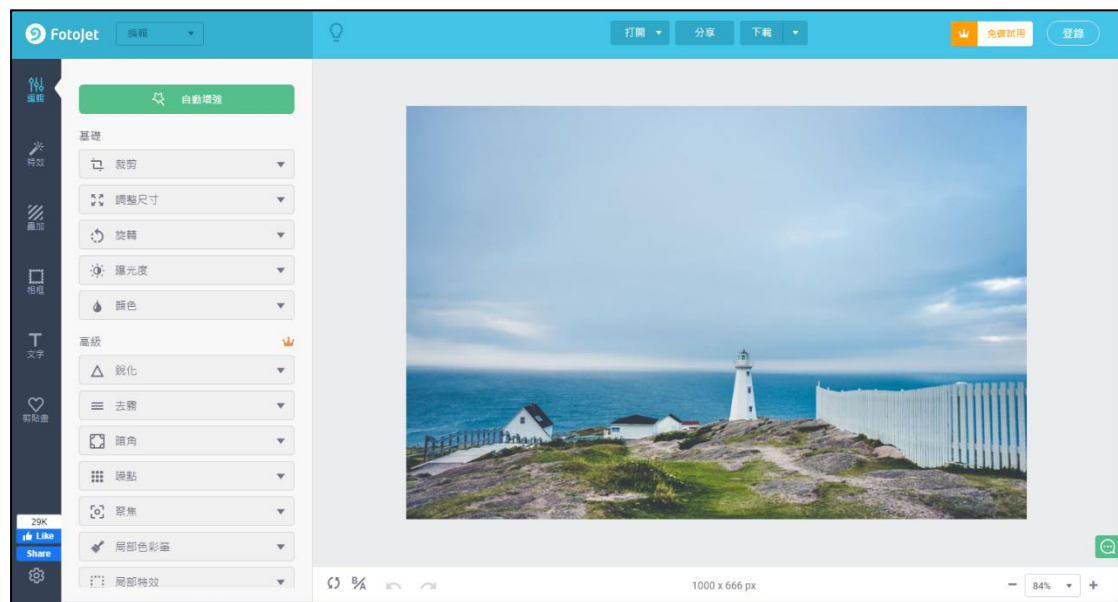 FotoJet
編輯
打開
分享
下載
免費試用
登錄
編輯
特效
疊加
相框
文字
剪貼畫
29K
Like
Share
自動增強
基礎
裁剪
調整尺寸
旋轉
曝光度
顏色
高級
銳化
去霧
暗角
噪點
聚焦
局部色彩筆
局部特效
B/A
1000 x 666 px
84%